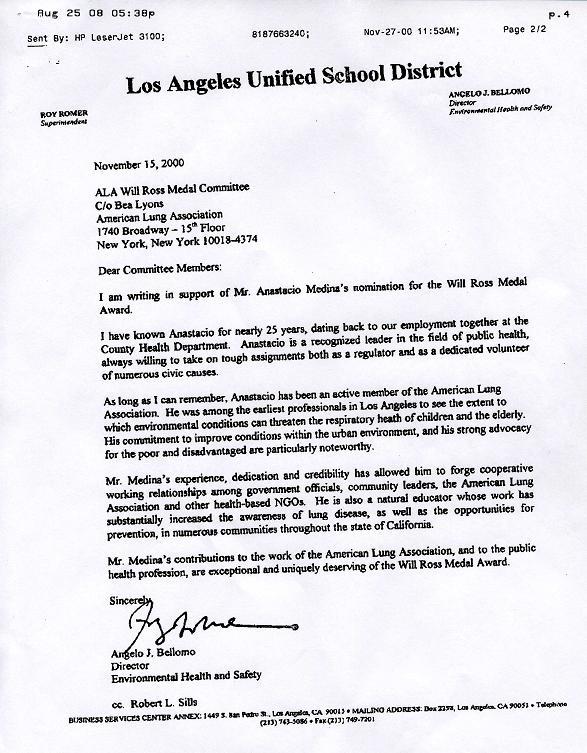 Aug 25 08 05:38p p.4
Sent By: HP LaserJet 3100; 8187663240; Nov-27-00 11:53AM; Page 2/2
Los Angeles Unified School District
ROY ROMER
Superintendent
ANGELO J. BELLOMO
Director
Environmental Health and Safety
November 15, 2000
ALA Will Ross Medal Committee
C/o Bea Lyons
American Lung Association
1740 Broadway – 15th Floor
New York, New York 10018-4374
Dear Committee Members:
I am writing in support of Mr. Anastacio Medina's nomination for the Will Ross Medal
Award.
I have known Anastacio for nearly 25 years, dating back to our employment together at the
County Health Department. Anastacio is a recognized leader in the field of public health,
always willing to take on tough assignments both as a regulator and as a dedicated volunteer
of numerous civic causes.
As long as I can remember, Anastacio has been an active member of the American Lung
Association. He was among the earliest professionals in Los Angeles to see the extent to
which environmental conditions can threaten the respiratory heath of children and the elderly.
His commitment to improve conditions within the urban environment, and his strong advocacy
for the poor and disadvantaged are particularly noteworthy.
Mr. Medina's experience, dedication and credibility has allowed him to forge cooperative
working relationships among government officials, community leaders, the American Lung
Association and other health-based NGOs. He is also a natural educator whose work has
substantially increased the awareness of lung disease, as well as the opportunities for
prevention, in numerous communities throughout the state of California.
Mr. Medina's contributions to the work of the American Lung Association, and to the public
health profession, are exceptional and uniquely deserving of the Will Ross Medal Award.
Sincerely,
Angelo J. Bellomo
Director
Environmental Health and Safety
cc. Robert L. Sills
BUSINESS SERVICES CENTER ANNEX: 1449 S. San Pedro St., Los Angeles, CA 90015 • MAILING ADDRESS: Box 2298, Los Angeles, CA 90051 • Telephone
(213) 743-5086 • Fax (213) 749-7201